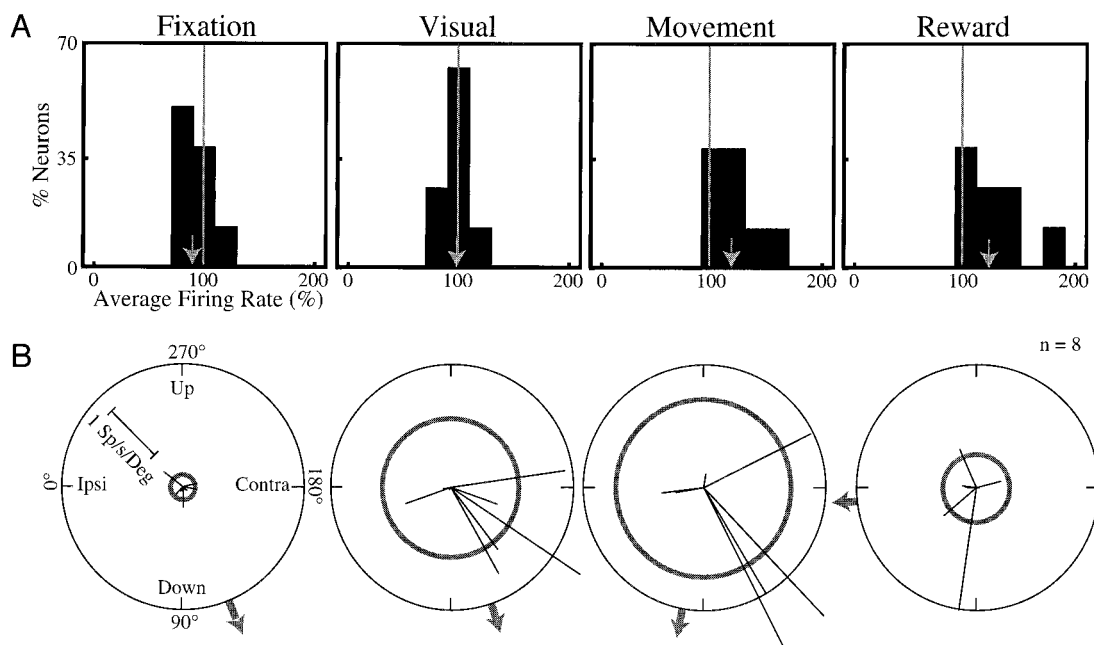 A
Fixation
Visual
Movement
Reward
70
% Neurons
35
0
0
100
200
0
100
200
0
100
200
0
100
200
Average Firing Rate (%)
B
n = 8
270°
Up
1 Sp/s/Deg
0°
Ipsi
Contra
180°
Down
90°